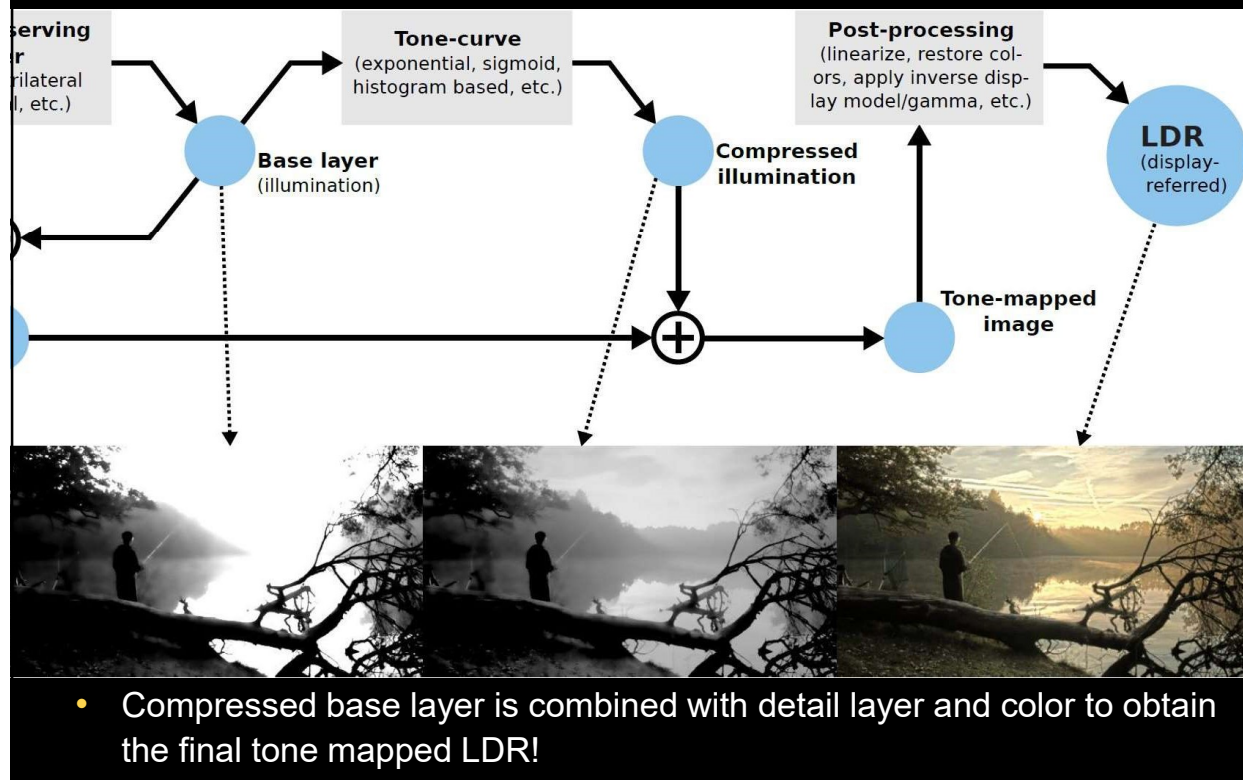 serving
r
rilateral
l, etc.)
Tone-curve
(exponential, sigmoid,
histogram based, etc.)
Post-processing
(linearize, restore col-
ors, apply inverse disp-
lay model/gamma, etc.)
Base layer
(illumination)
Compressed
illumination
LDR
(display-
referred)
Tone-mapped
image
• Compressed base layer is combined with detail layer and color to obtain
the final tone mapped LDR!